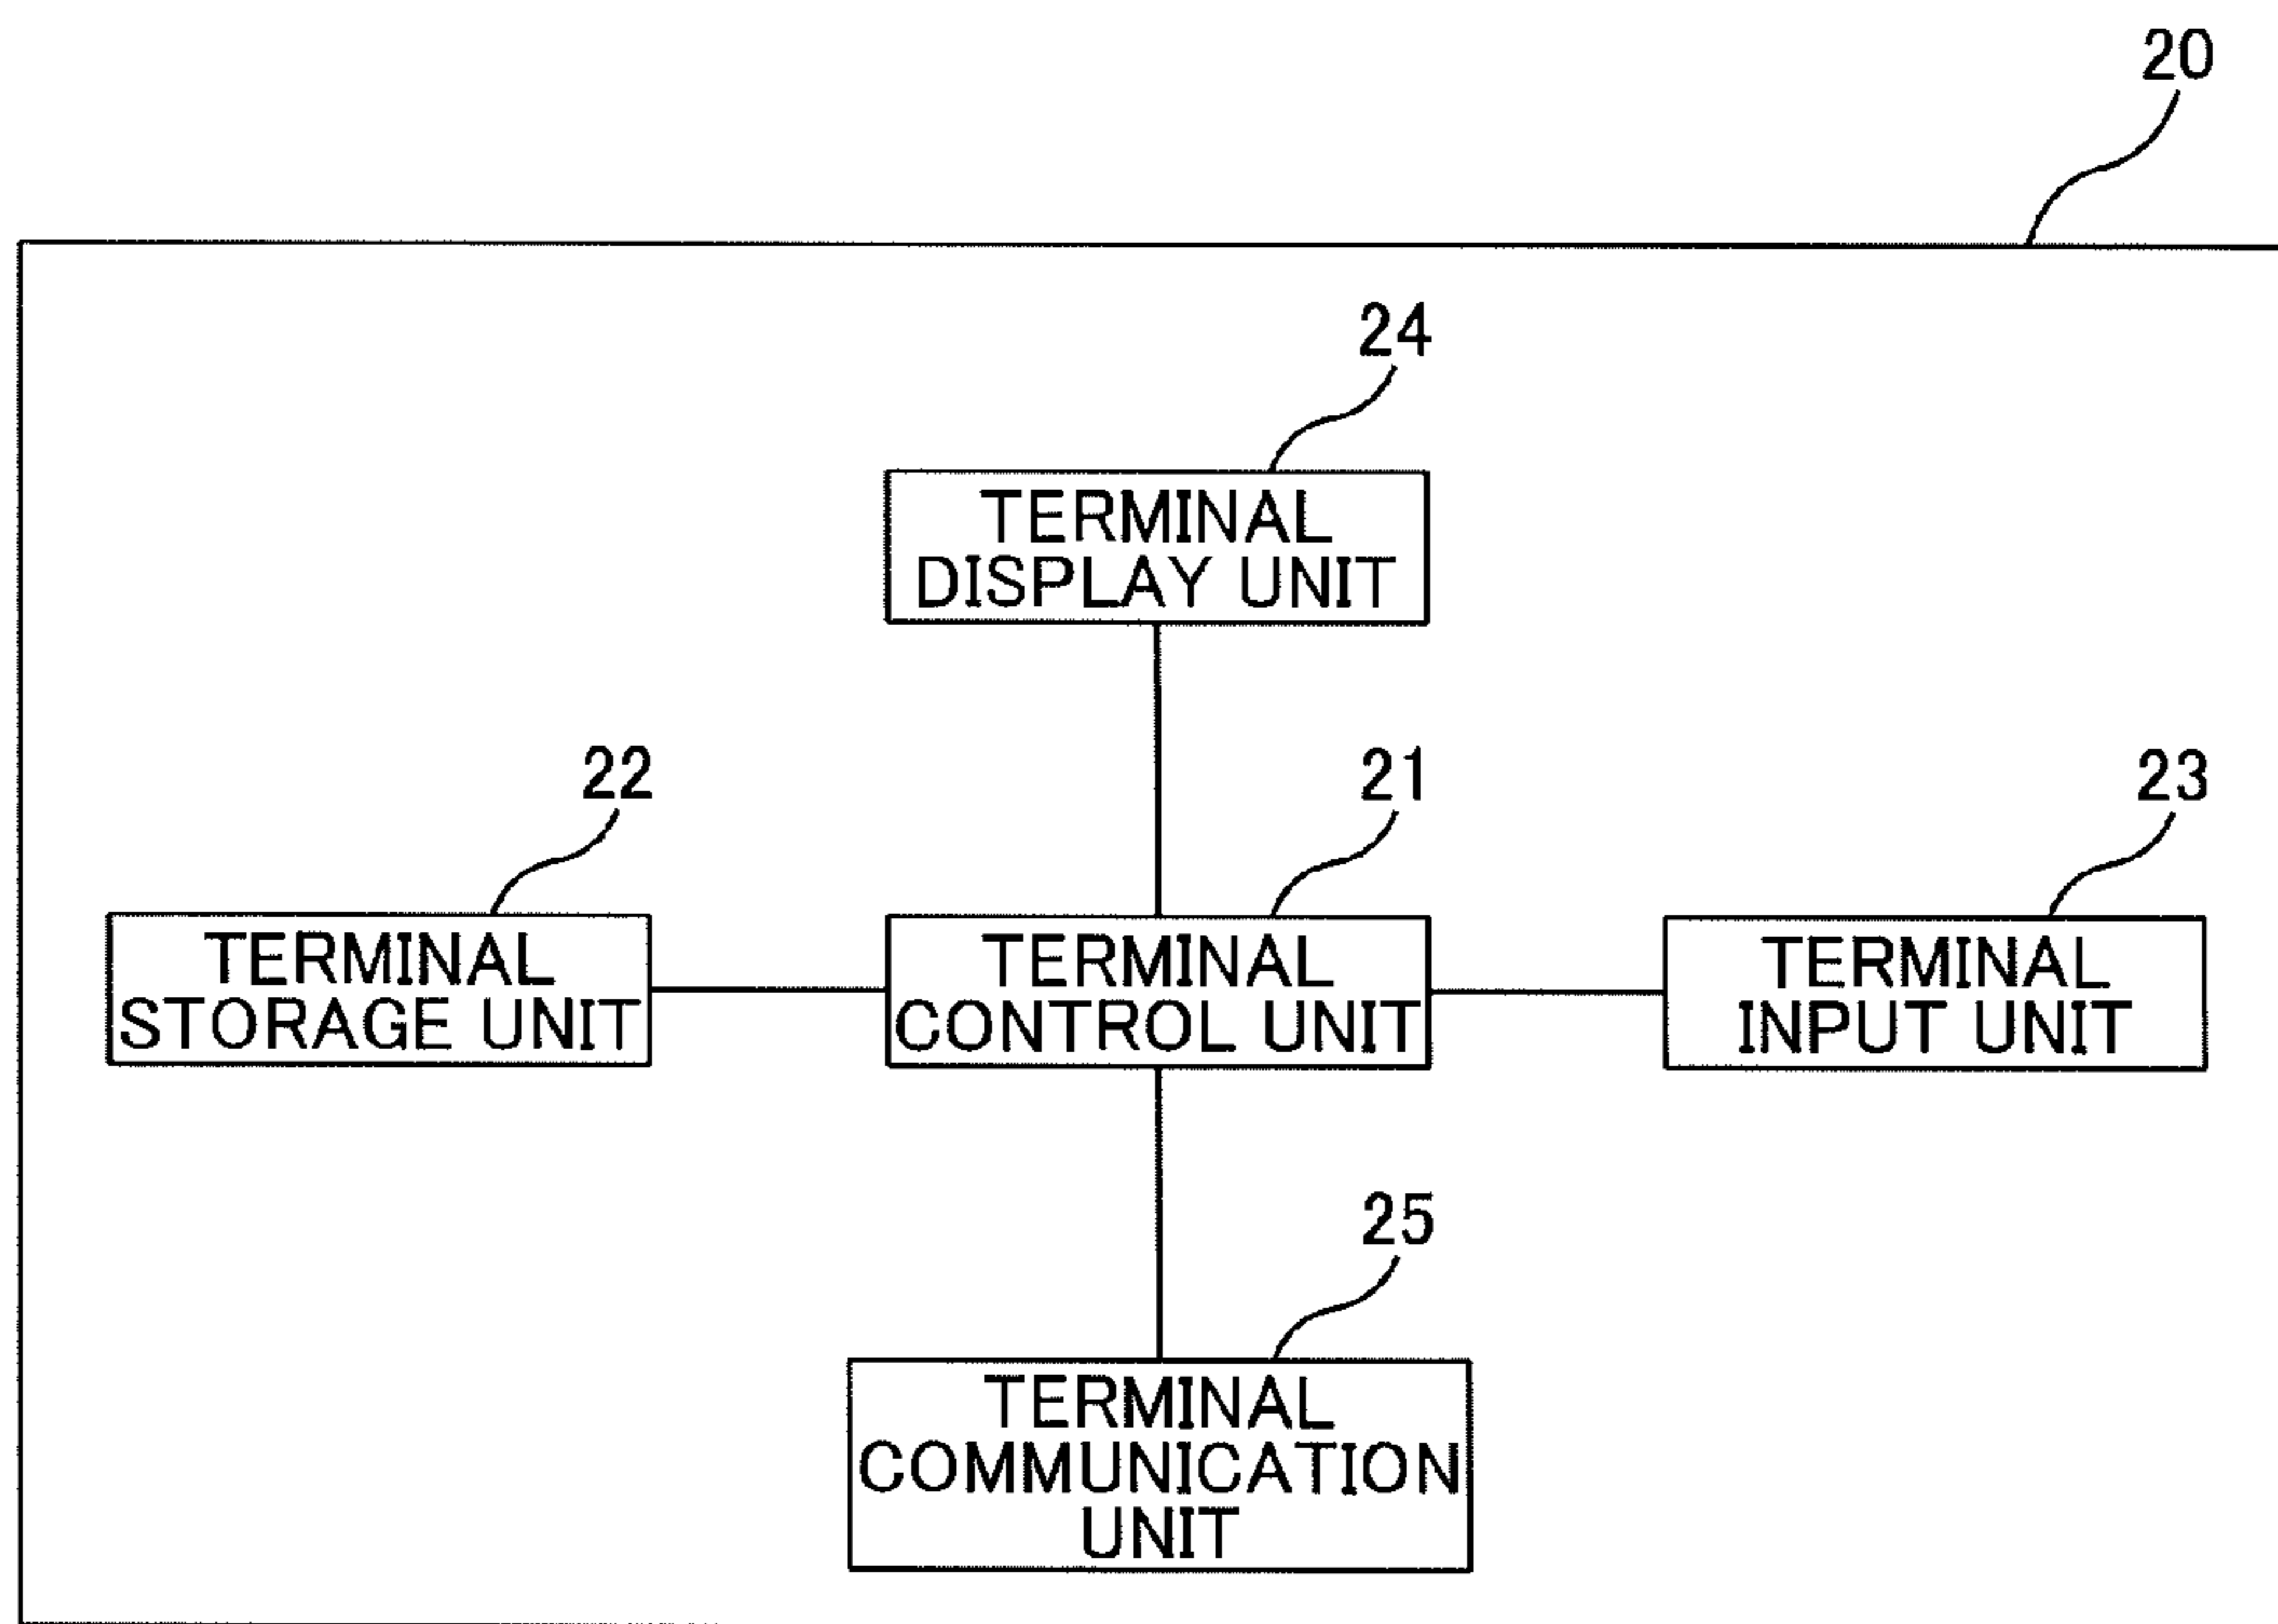 20
24
TERMINAL
DISPLAY UNIT
22
21
23
TERMINAL
STORAGE UNIT
TERMINAL
CONTROL UNIT
TERMINAL
INPUT UNIT
25
TERMINAL
COMMUNICATION
UNIT